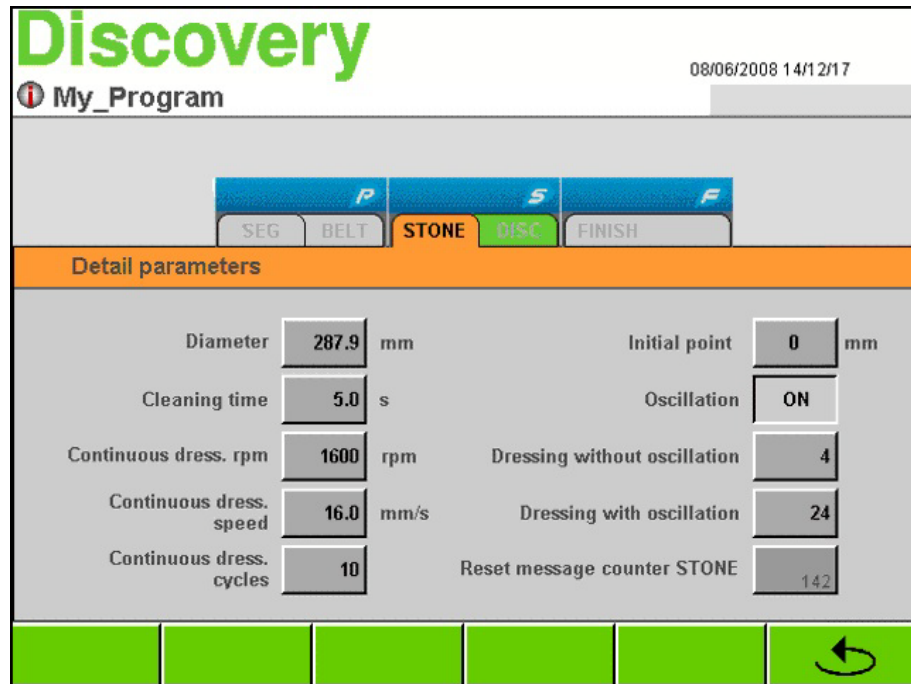 Discovery
08/06/2008 14/12/17
i My_Program
P S F
SEG BELT STONE DISC FINISH
Detail parameters
Diameter 287.9 mm
Initial point 0 mm
Cleaning time 5.0 s
Oscillation ON
Continuous dress. rpm 1600 rpm
Dressing without oscillation 4
Continuous dress.
speed 16.0 mm/s
Dressing with oscillation 24
Continuous dress.
cycles 10
Reset message counter STONE 142